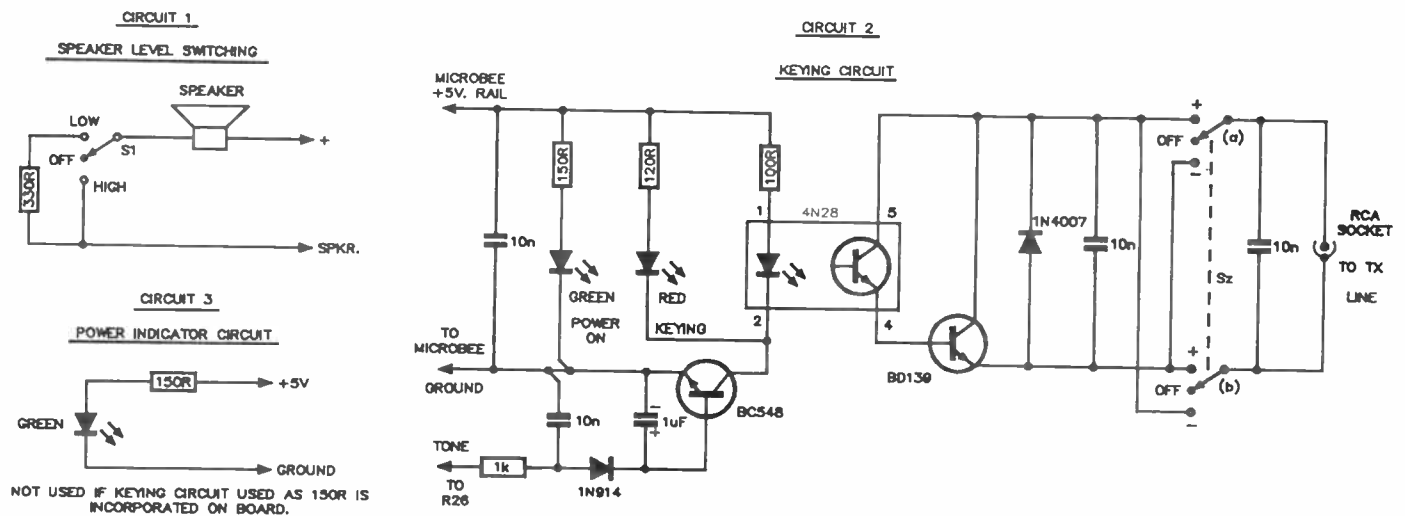 CIRCUIT 1
SPEAKER LEVEL SWITCHING
SPEAKER
LOW
OFF
S1
+
330R
HIGH
SPKR.
CIRCUIT 3
POWER INDICATOR CIRCUIT
150R
+5V
GREEN
GROUND
NOT USED IF KEYING CIRCUIT USED AS 150R IS
INCORPORATED ON BOARD.
CIRCUIT 2
KEYING CIRCUIT
MICROBEE
+5V. RAIL
150R
120R
100R
10n
GREEN
POWER
ON
RED
KEYING
1
4N28
5
2
4
TO
MICROBEE
GROUND
10n
-
1uF
+
BC548
TONE
1k
TO
R26
1N914
BD139
1N4007
10n
+
OFF
(a)
-
Sz
10n
RCA
SOCKET
TO TX
LINE
+
OFF
(b)
-